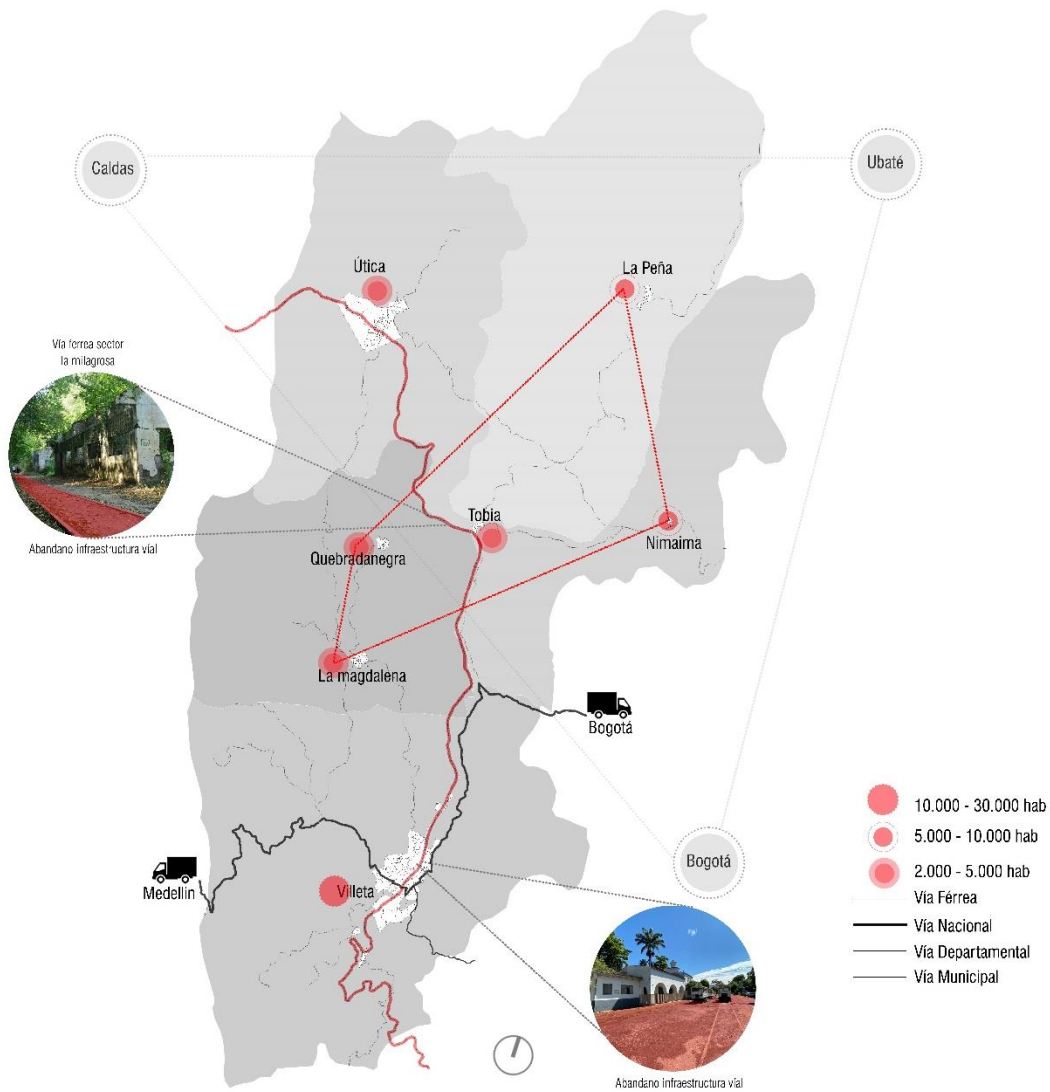 Caldas
Ubaté
Útica
La Peña
Vía ferrea sector
la milagrosa
Tobia
Nimaima
Abandano infraestructura víal
Quebradanegra
La magdalena
Bogotá
10.000 - 30.000 hab
5.000 - 10.000 hab
Bogotá
Medellin
Villeta
2.000 - 5.000 hab
Vía Férrea
Vía Nacional
Vía Departamental
Vía Municipal
Abandano infraestructura víal